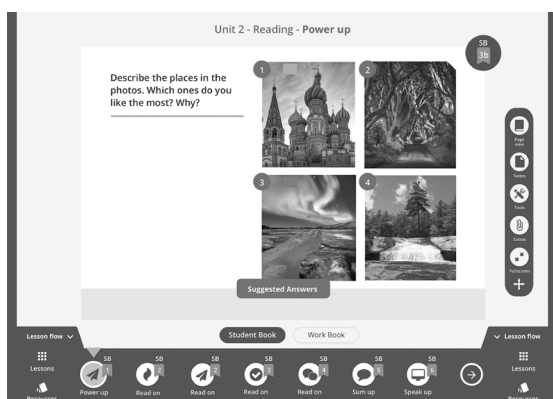 Unit 2 - Reading - Power up
SB
3b
Describe the places in the
photos. Which ones do you
like the most? Why?
1
2
3
4
Suggested Answers
Page
view
Notes
Tools
Extras
Fullscreen
Student Book
Work Book
Lesson flow
Lessons
Resources
SB
1
Power up
SB
2
Read on
SB
2
Read on
SB
3
Read on
SB
4
Read on
SB
5
Sum up
SB
6
Speak up
Lesson flow
Lessons
Resources